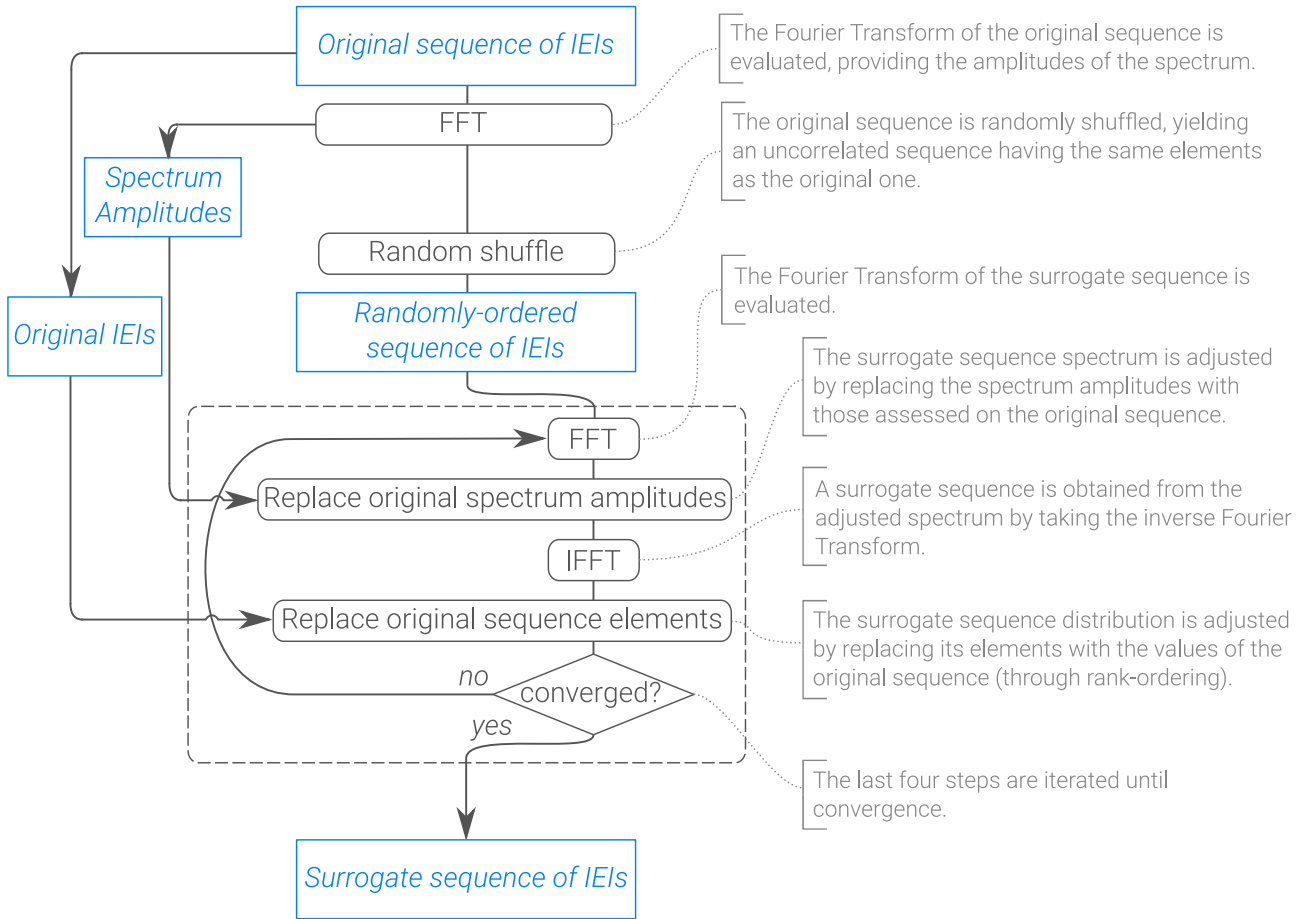 Original sequence of IEIs
The Fourier Transform of the original sequence is
evaluated, providing the amplitudes of the spectrum.
FFT
The original sequence is randomly shuffled, yielding
an uncorrelated sequence having the same elements
as the original one.
Spectrum
Amplitudes
Random shuffle
The Fourier Transform of the surrogate sequence is
evaluated.
Original IEIs
Randomly-ordered
sequence of IEIs
The surrogate sequence spectrum is adjusted
by replacing the spectrum amplitudes with
those assessed on the original sequence.
FFT
Replace original spectrum amplitudes
A surrogate sequence is obtained from the
adjusted spectrum by taking the inverse Fourier
Transform.
IFFT
Replace original sequence elements
The surrogate sequence distribution is adjusted
by replacing its elements with the values of the
original sequence (through rank-ordering).
no
converged?
yes
The last four steps are iterated until
convergence.
Surrogate sequence of IEIs